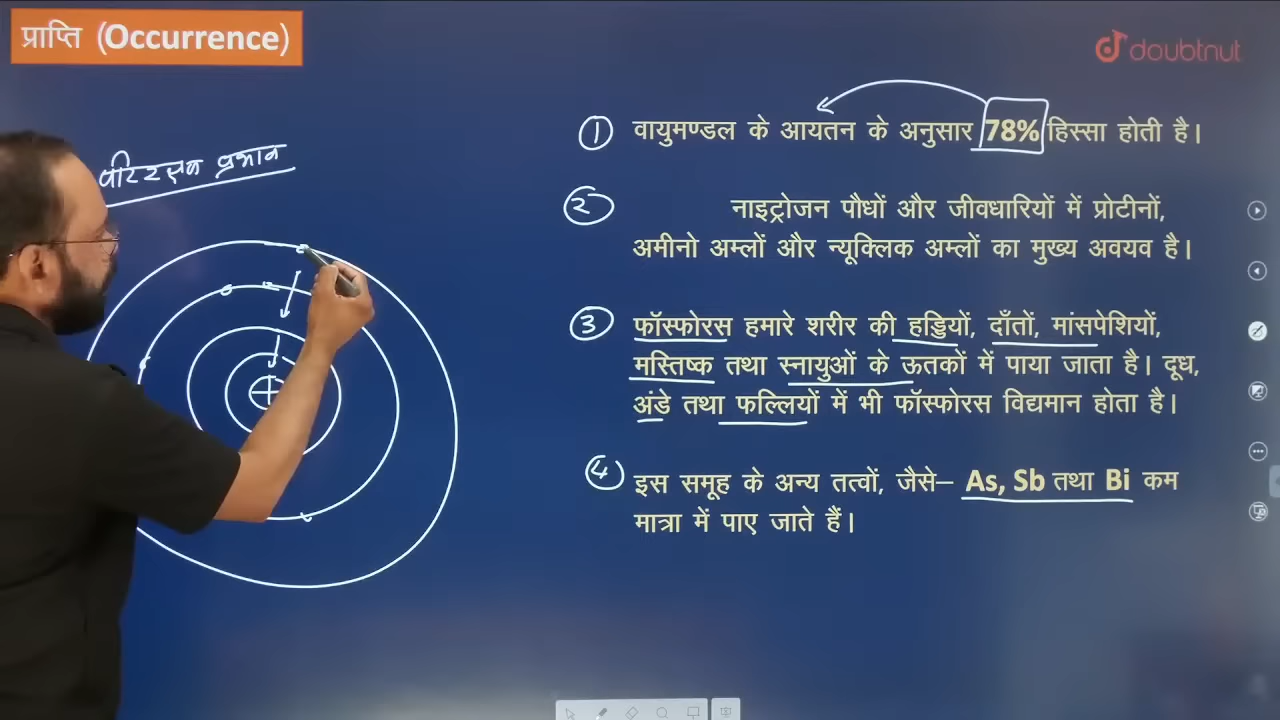 प्राप्ति (Occurrence)
doubtnut
परिरक्षक प्रभाव
① वायुमण्डल के आयतन के अनुसार 78% हिस्सा होती है।
② नाइट्रोजन पौधों और जीवधारियों में प्रोटीनों,
अमीनो अम्लों और न्यूक्लिक अम्लों का मुख्य अवयव है।
③ फॉस्फोरस हमारे शरीर की हड्डियों, दाँतों, मांसपेशियों,
मस्तिष्क तथा स्नायुओं के ऊतकों में पाया जाता है। दूध,
अंडे तथा फल्लियों में भी फॉस्फोरस विद्यमान होता है।
④ इस समूह के अन्य तत्वों, जैसे– As, Sb तथा Bi कम
मात्रा में पाए जाते हैं।